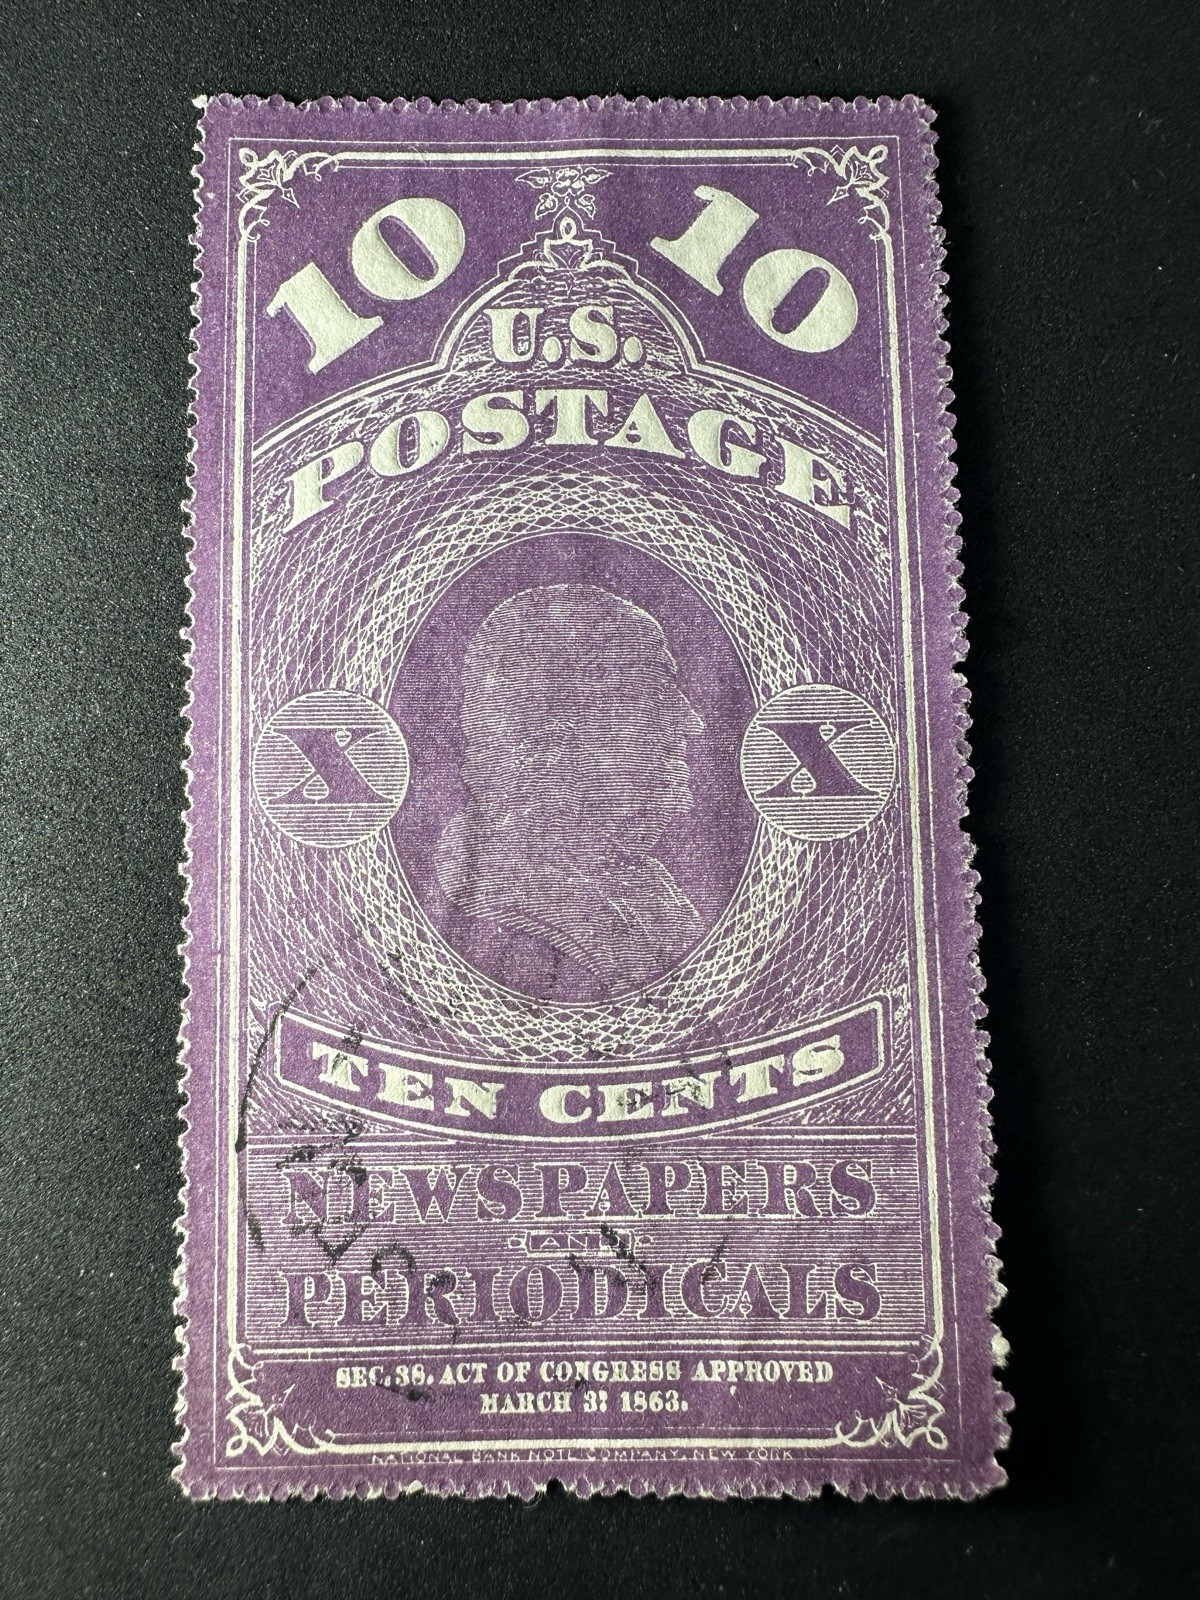 10 10
U.S.
POSTAGE
X X
TEN CENTS
NEWSPAPERS
AND
PERIODICALS
SEC. 38. ACT OF CONGRESS APPROVED
MARCH 3? 1863.
NATIONAL BANK NOTE COMPANY, NEW YORK